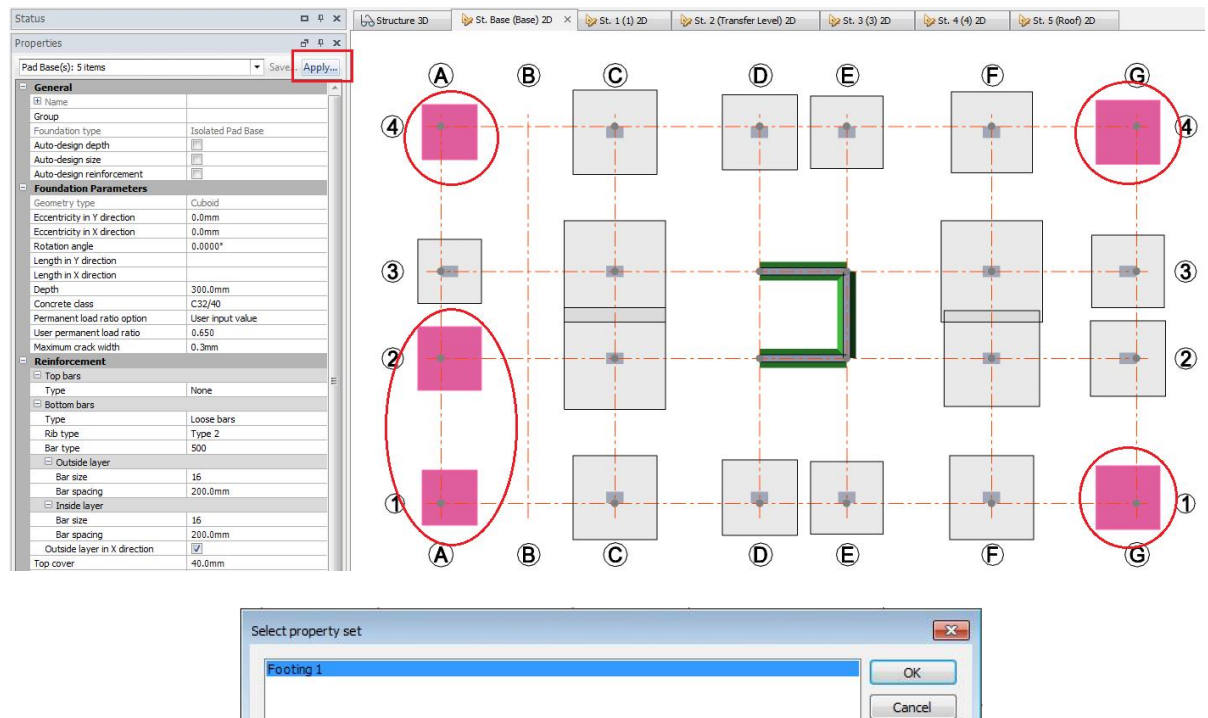 Status
Structure 3D
St. Base (Base) 2D
St. 1 (1) 2D
St. 2 (Transfer Level) 2D
St. 3 (3) 2D
St. 4 (4) 2D
St. 5 (Roof) 2D
Properties
Pad Base(s): 5 items
Save... Apply...
General
Name
Group
Foundation type Isolated Pad Base
Auto-design depth
Auto-design size
Auto-design reinforcement
Foundation Parameters
Geometry type Cuboid
Eccentricity in Y direction 0.0mm
Eccentricity in X direction 0.0mm
Rotation angle 0.0000°
Length in Y direction
Length in X direction
Depth 300.0mm
Concrete class C32/40
Permanent load ratio option User input value
User permanent load ratio 0.650
Maximum crack width 0.3mm
Reinforcement
Top bars
Type None
Bottom bars
Type Loose bars
Rib type Type 2
Bar type 500
Outside layer
Bar size 16
Bar spacing 200.0mm
Inside layer
Bar size 16
Bar spacing 200.0mm
Outside layer in X direction
Top cover 40.0mm
A B C D E F G
4 4
3 3
2 2
1 1
A B C D E F G
Select property set
Footing 1
OK
Cancel